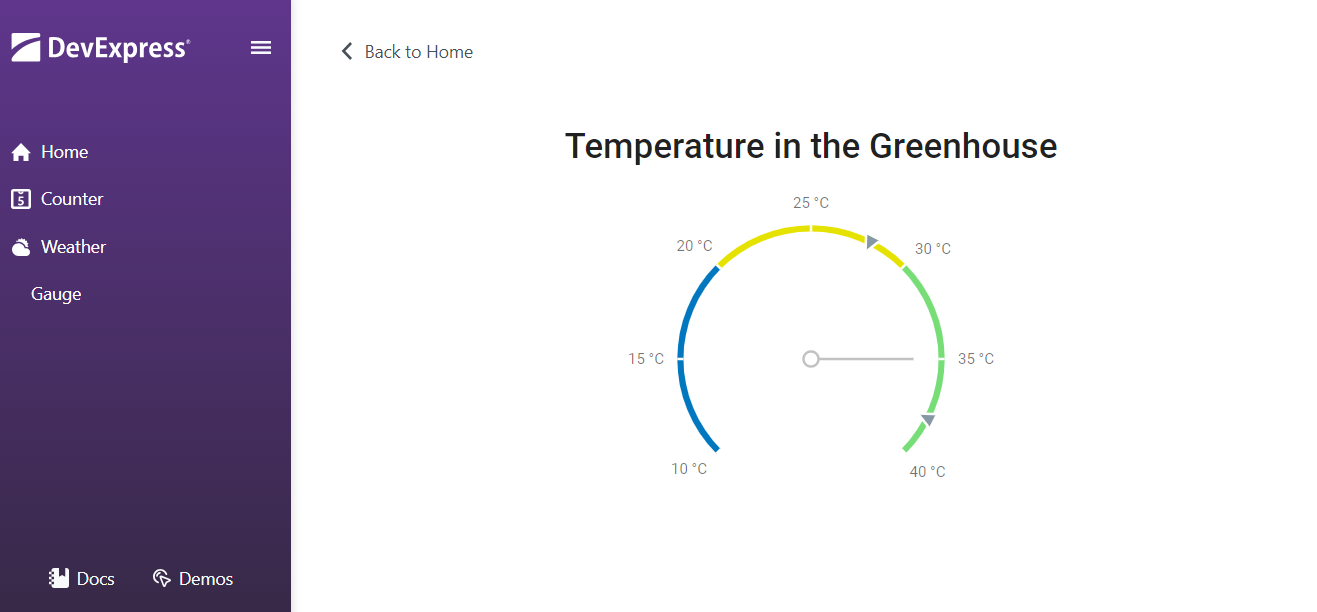 DevExpress®
Home
5
Counter
Weather
Gauge
Docs
Demos
Back to Home
Temperature in the Greenhouse
25 °C
20 °C
30 °C
15 °C
35 °C
10 °C
40 °C